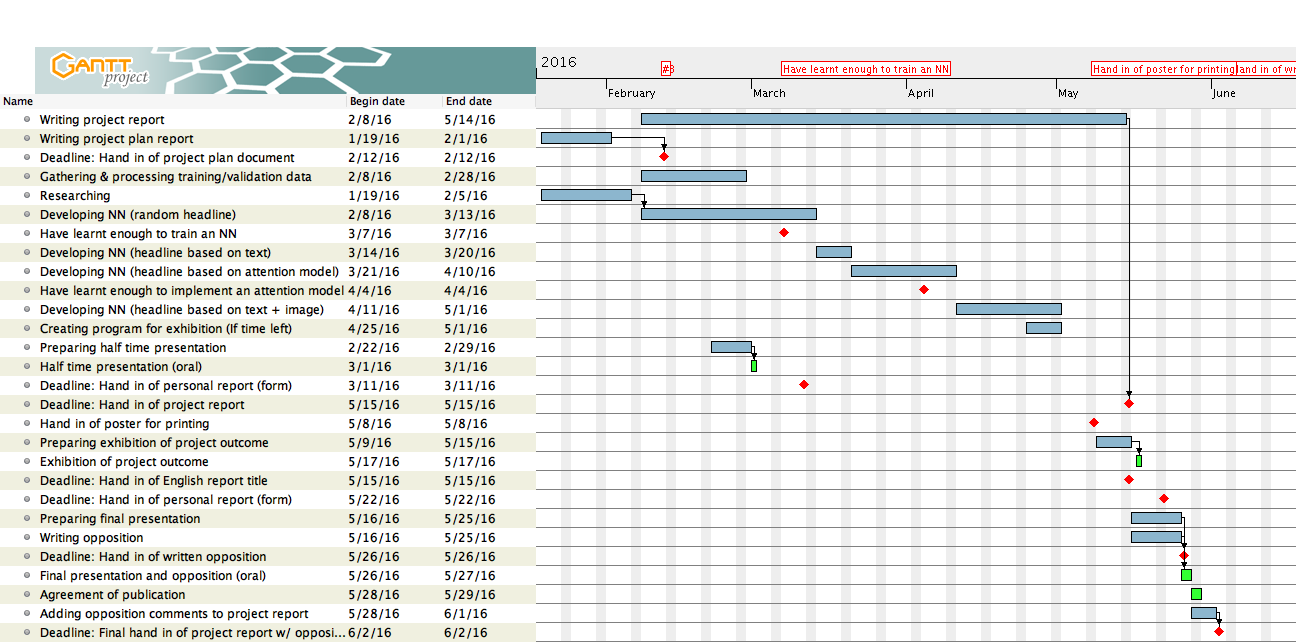 GANTT
project
2016
#3
Have learnt enough to train an NN
Hand in of poster for printing
and in of wr
February March April May June
Name Begin date End date
Writing project report 2/8/16 5/14/16
Writing project plan report 1/19/16 2/1/16
Deadline: Hand in of project plan document 2/12/16 2/12/16
Gathering & processing training/validation data 2/8/16 2/28/16
Researching 1/19/16 2/5/16
Developing NN (random headline) 2/8/16 3/13/16
Have learnt enough to train an NN 3/7/16 3/7/16
Developing NN (headline based on text) 3/14/16 3/20/16
Developing NN (headline based on attention model) 3/21/16 4/10/16
Have learnt enough to implement an attention model 4/4/16 4/4/16
Developing NN (headline based on text + image) 4/11/16 5/1/16
Creating program for exhibition (If time left) 4/25/16 5/1/16
Preparing half time presentation 2/22/16 2/29/16
Half time presentation (oral) 3/1/16 3/1/16
Deadline: Hand in of personal report (form) 3/11/16 3/11/16
Deadline: Hand in of project report 5/15/16 5/15/16
Hand in of poster for printing 5/8/16 5/8/16
Preparing exhibition of project outcome 5/9/16 5/15/16
Exhibition of project outcome 5/17/16 5/17/16
Deadline: Hand in of English report title 5/15/16 5/15/16
Deadline: Hand in of personal report (form) 5/22/16 5/22/16
Preparing final presentation 5/16/16 5/25/16
Writing opposition 5/16/16 5/25/16
Deadline: Hand in of written opposition 5/26/16 5/26/16
Final presentation and opposition (oral) 5/26/16 5/27/16
Agreement of publication 5/28/16 5/29/16
Adding opposition comments to project report 5/28/16 6/1/16
Deadline: Final hand in of project report w/ opposi... 6/2/16 6/2/16